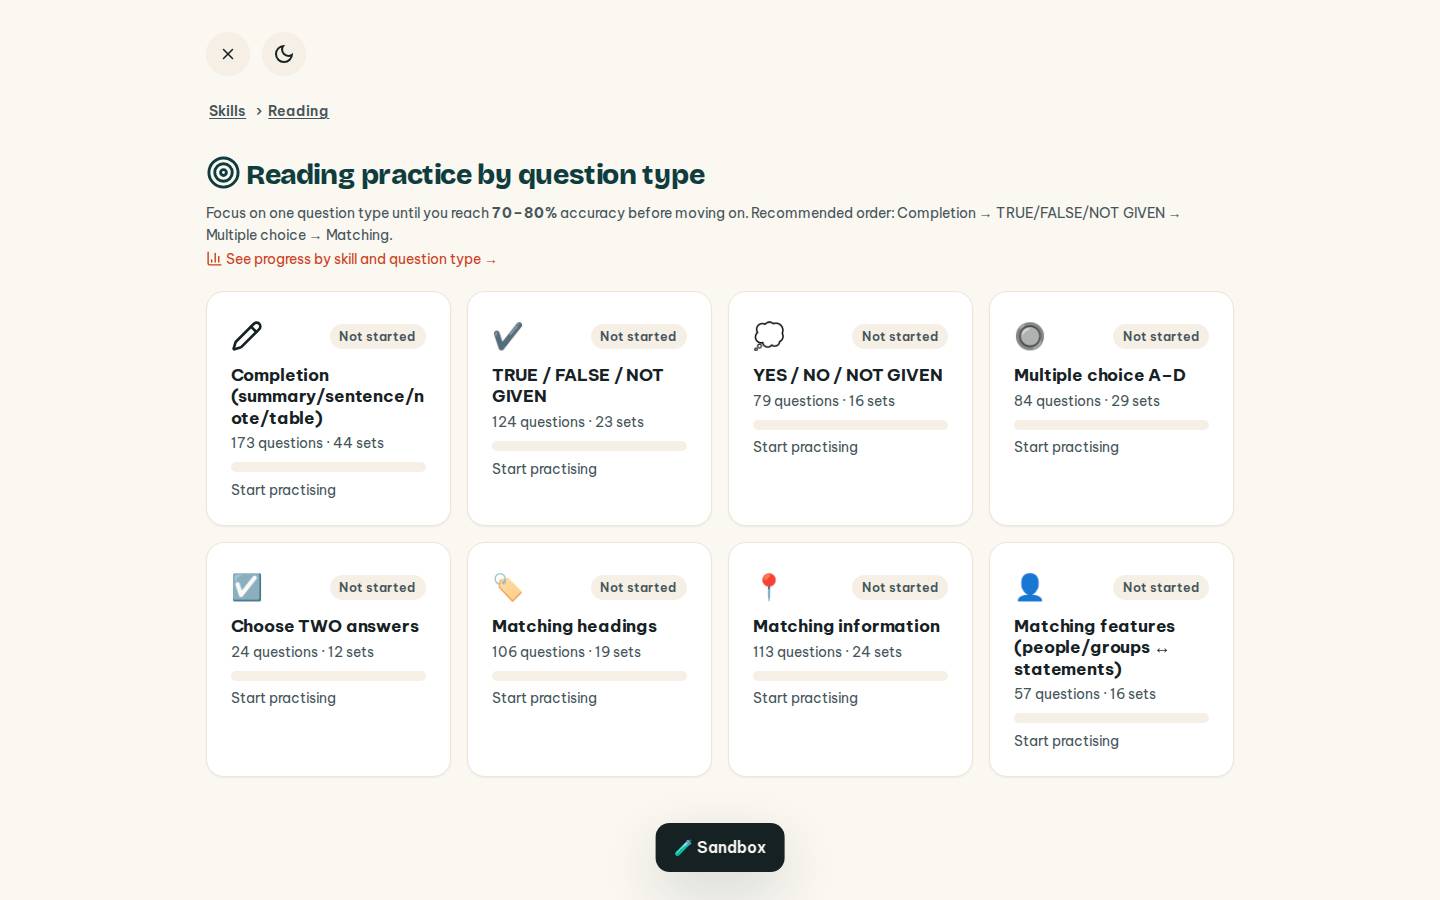 Skills › Reading
Reading practice by question type
Focus on one question type until you reach 70–80% accuracy before moving on. Recommended order: Completion → TRUE/FALSE/NOT GIVEN →
Multiple choice → Matching.
See progress by skill and question type →
Not started
Completion
(summary/sentence/n
ote/table)
173 questions · 44 sets
Start practising
Not started
TRUE / FALSE / NOT
GIVEN
124 questions · 23 sets
Start practising
Not started
YES / NO / NOT GIVEN
79 questions · 16 sets
Start practising
Not started
Multiple choice A–D
84 questions · 29 sets
Start practising
Not started
Choose TWO answers
24 questions · 12 sets
Start practising
Not started
Matching headings
106 questions · 19 sets
Start practising
Not started
Matching information
113 questions · 24 sets
Start practising
Not started
Matching features
(people/groups ↔
statements)
57 questions · 16 sets
Start practising
Sandbox